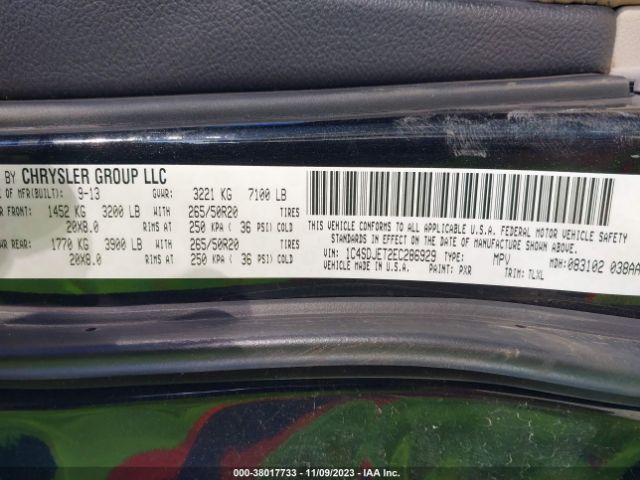 BY CHRYSLER GROUP LLC
OF MFR(BUILT): 9-13 GVWR: 3221 KG 7100 LB
FRONT: 1452 KG 3200 LB WITH 265/50R20 TIRES
20X8.0 RIMS AT 250 KPA ( 36 PSI) COLD
WR REAR: 1770 KG 3900 LB WITH 265/50R20 TIRES
20X8.0 RIMS AT 250 KPA ( 36 PSI) COLD
THIS VEHICLE CONFORMS TO ALL APPLICABLE U.S.A. FEDERAL MOTOR VEHICLE SAFETY
STANDARDS IN EFFECT ON THE DATE OF MANUFACTURE SHOWN ABOVE.
VIN: 1C4SDJET2EC286929 TYPE: MPV MDH: 083102 038AA
VEHICLE MADE IN U.S.A. PAINT: PXR TRIM: TLXL
000-38017733 - 11/09/2023 - IAAI.COM